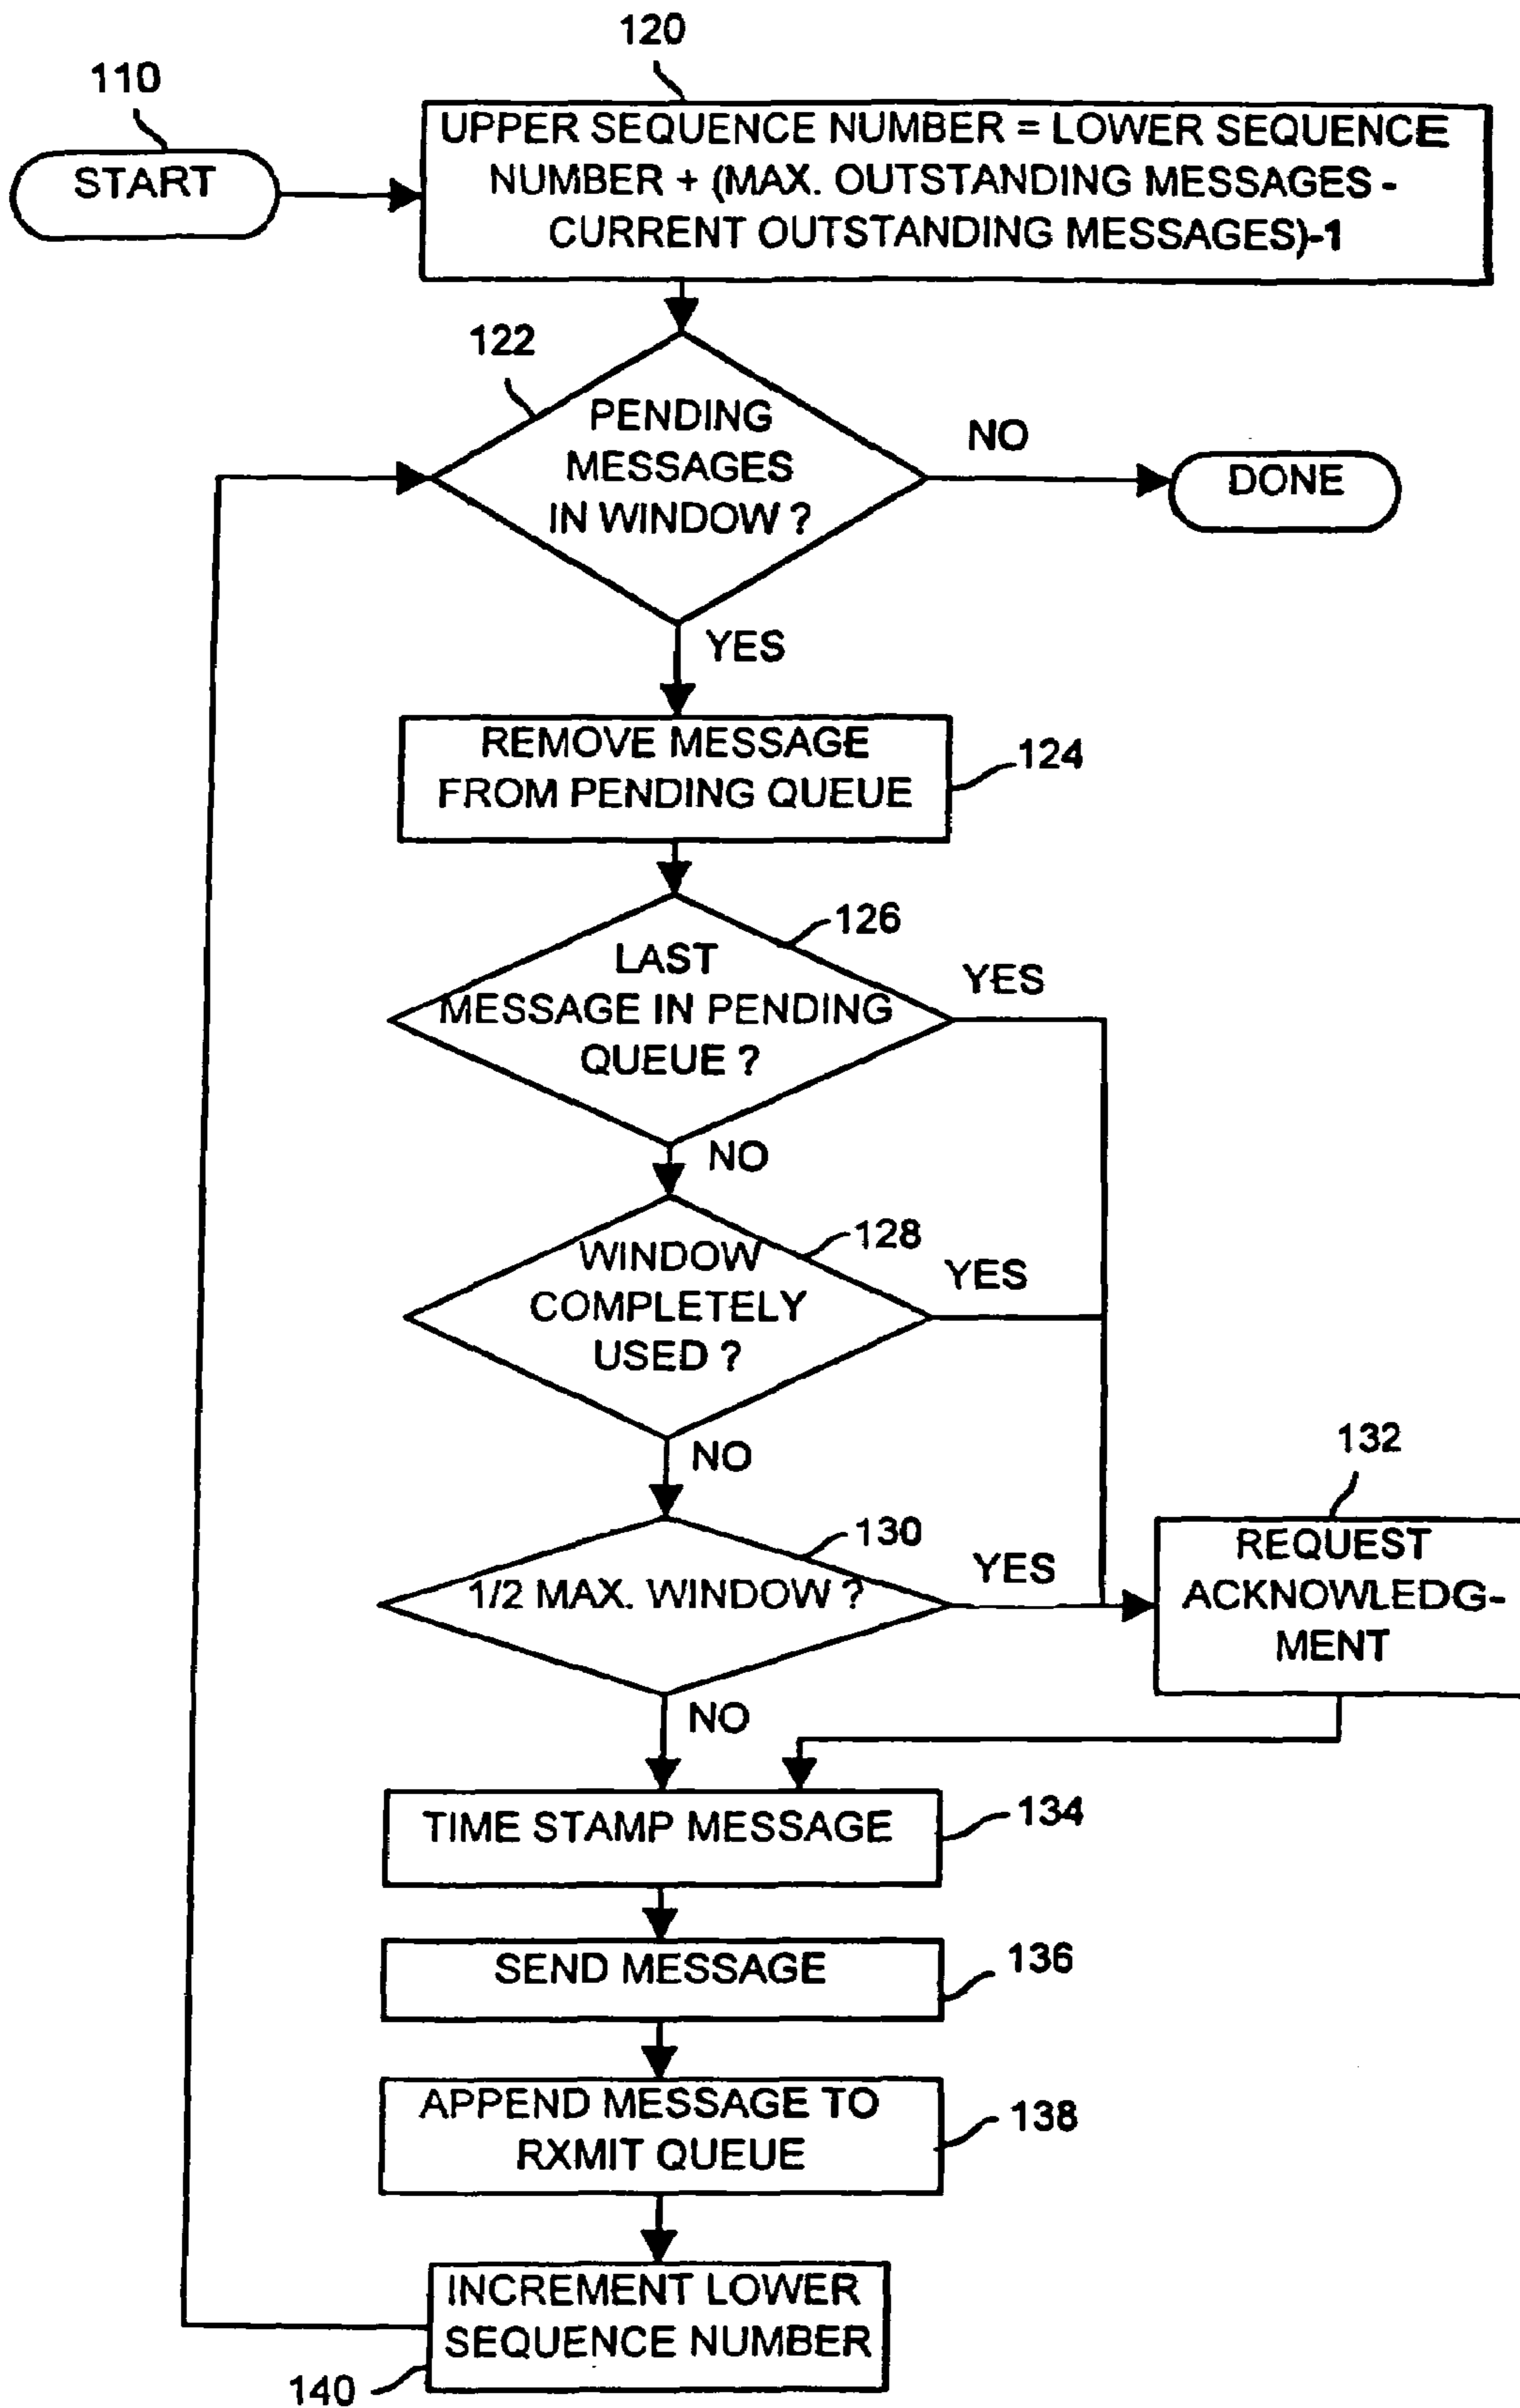 120
110
START
UPPER SEQUENCE NUMBER = LOWER SEQUENCE
NUMBER + (MAX. OUTSTANDING MESSAGES -
CURRENT OUTSTANDING MESSAGES)-1
122
PENDING
MESSAGES
IN WINDOW ?
NO
DONE
YES
REMOVE MESSAGE
FROM PENDING QUEUE
124
126
LAST
MESSAGE IN PENDING
QUEUE ?
YES
NO
128
WINDOW
COMPLETELY
USED ?
YES
NO
130
1/2 MAX. WINDOW ?
YES
132
REQUEST
ACKNOWLEDG-
MENT
NO
TIME STAMP MESSAGE
134
SEND MESSAGE
136
APPEND MESSAGE TO
RXMIT QUEUE
138
INCREMENT LOWER
SEQUENCE NUMBER
140